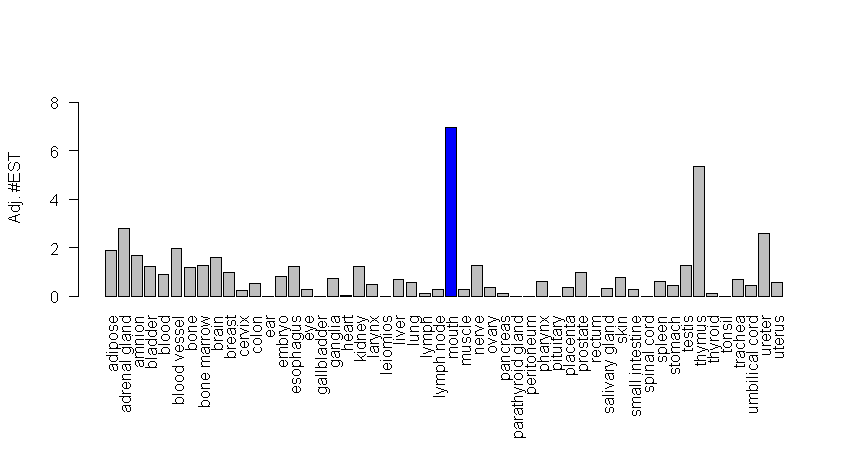 Adj. #EST
8
6
4
2
0
adipose
adrenal gland
amnion
bladder
blood
blood vessel
bone
bone marrow
brain
breast
cervix
colon
ear
embryo
esophagus
eye
gallbladder
ganglia
heart
kidney
larynx
leiomios
liver
lung
lymph
lymph node
mouth
muscle
nerve
ovary
pancreas
parathyroid gland
peritoneum
pharynx
pituitary
placenta
prostate
rectum
salivary gland
skin
small intestine
spinal cord
spleen
stomach
testis
thymus
thyroid
tonsil
trachea
umbilical cord
ureter
uterus